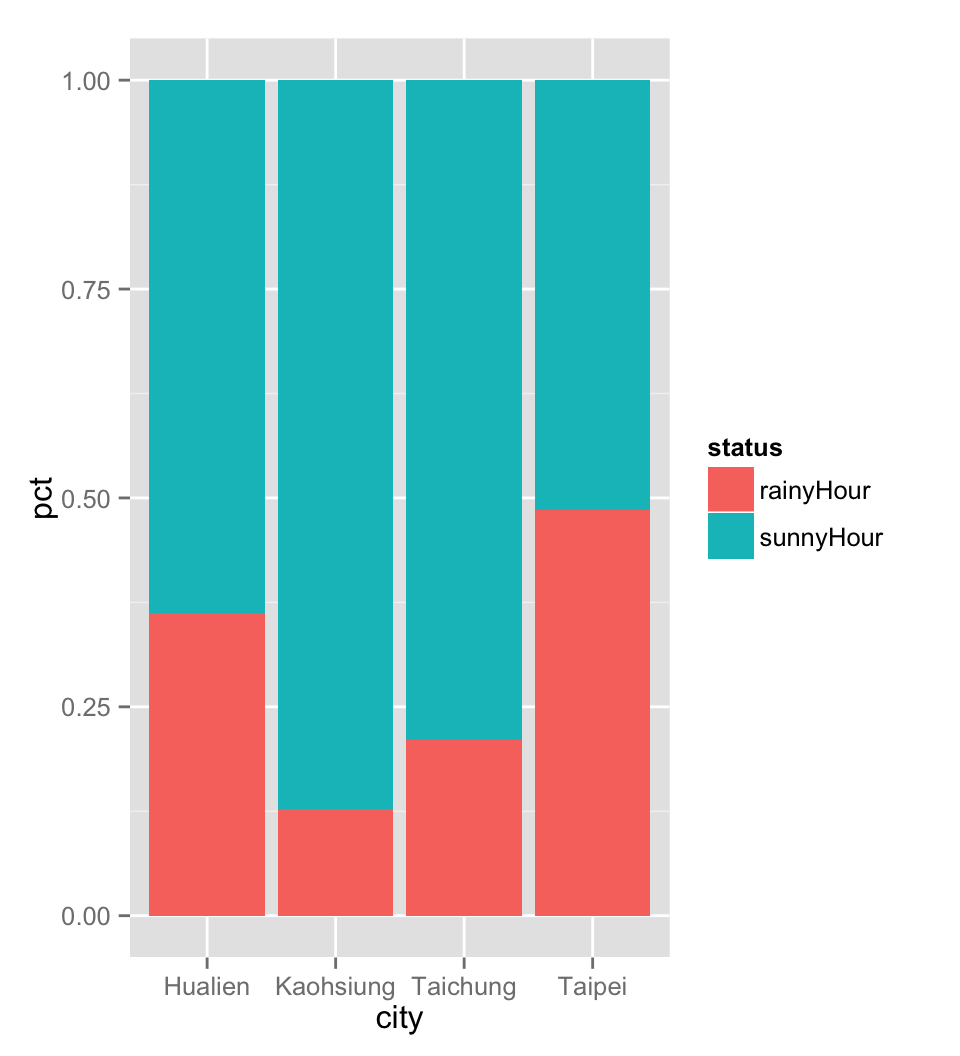 1.00
0.75
0.50
0.25
0.00
pct
Hualien Kaohsiung Taichung Taipei
city
status
rainyHour
sunnyHour